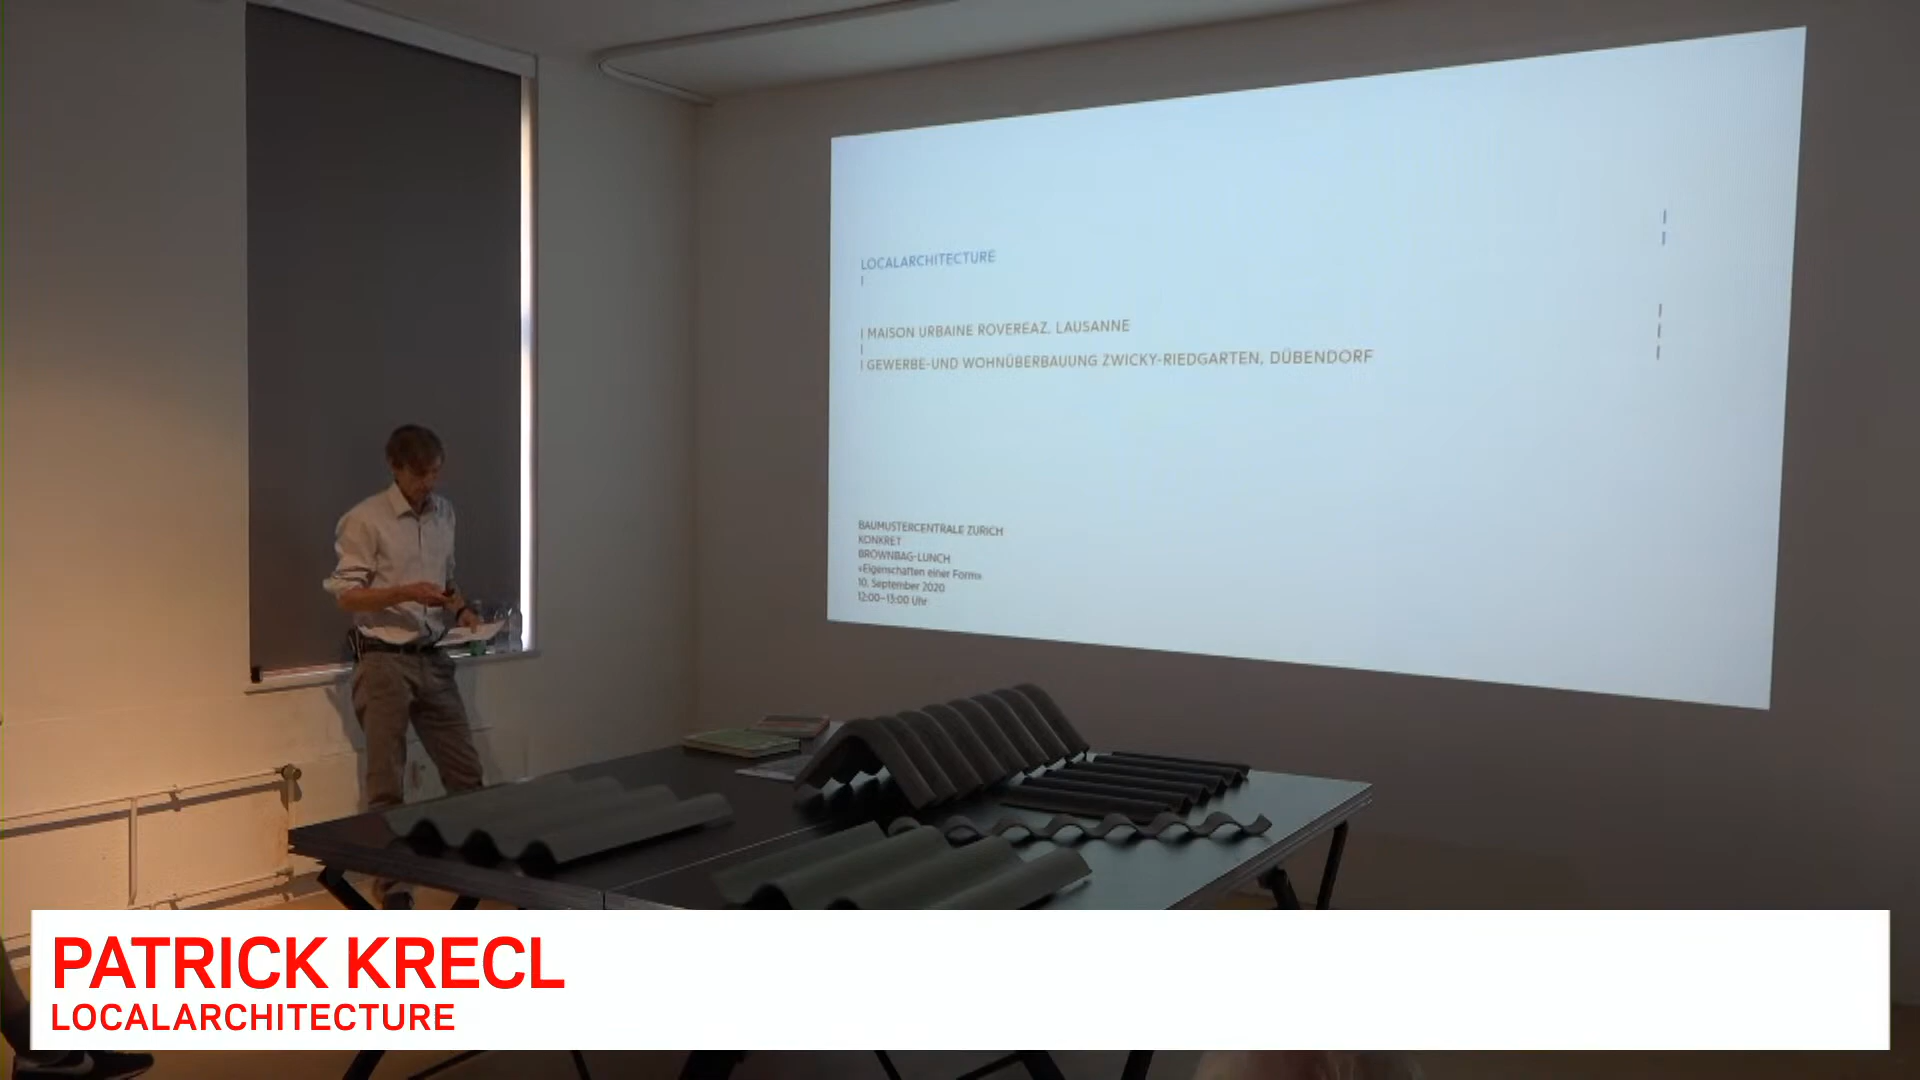 LOCALARCHITECTURE
MAISON URBAINE ROVEREAZ, LAUSANNE
GEWERBE-UND WOHNÜBERBAUUNG ZWICKY-RIEDGARTEN, DÜBENDORF
BAUMUSTERCENTRALE ZÜRICH
KONKRET
BROWNBAG-LUNCH
«Eigenschaften einer Form»
10. September 2020
12:00–13:00 Uhr
PATRICK KRECL
LOCALARCHITECTURE